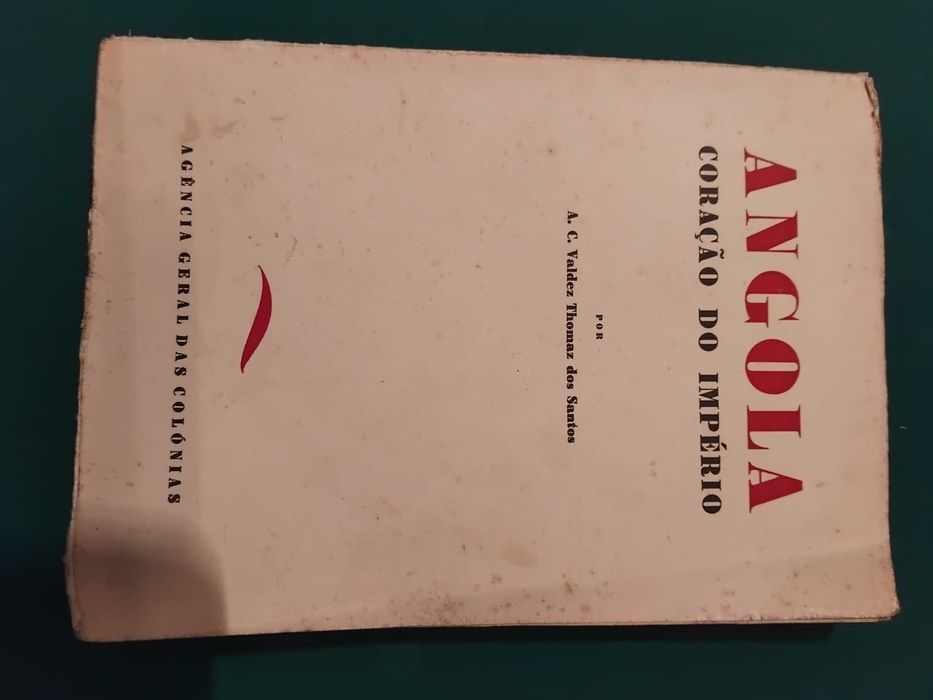 ANGOLA
CORAÇÃO DO IMPÉRIO
POR
A. C. Valdez Thomaz dos Santos
AGÊNCIA GERAL DAS COLÓNIAS